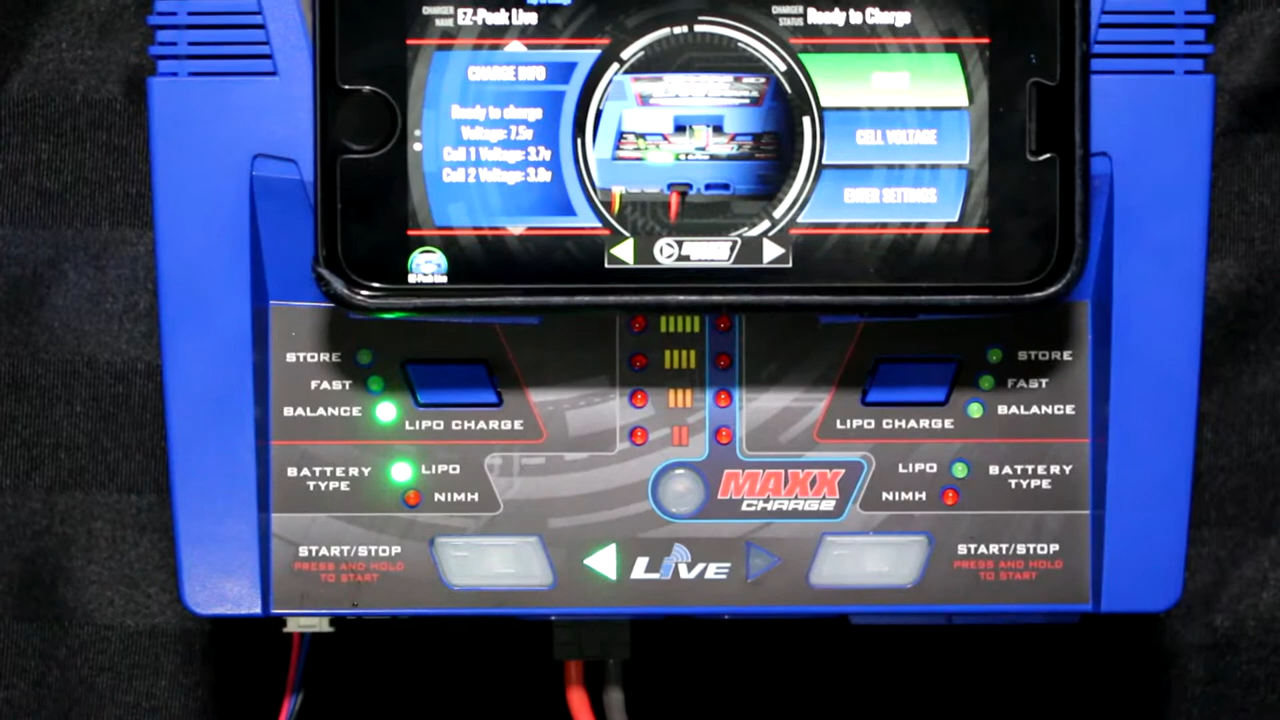 CHARGER NAME EZ-Peak Live
CHARGER STATUS Ready to Charge
CHARGE INFO
Ready to charge
Voltage: 7.5v
Cell 1 Voltage: 3.7v
Cell 2 Voltage: 3.8v
CELL VOLTAGE
ENTER SETTINGS
EZ-Peak Live
STORE
FAST
BALANCE
LIPO CHARGE
BATTERY TYPE
LIPO
NIMH
START/STOP
PRESS AND HOLD
TO START
MAXX
CHARGE
LIVE
STORE
FAST
BALANCE
LIPO CHARGE
LIPO
NIMH
BATTERY TYPE
START/STOP
PRESS AND HOLD
TO START